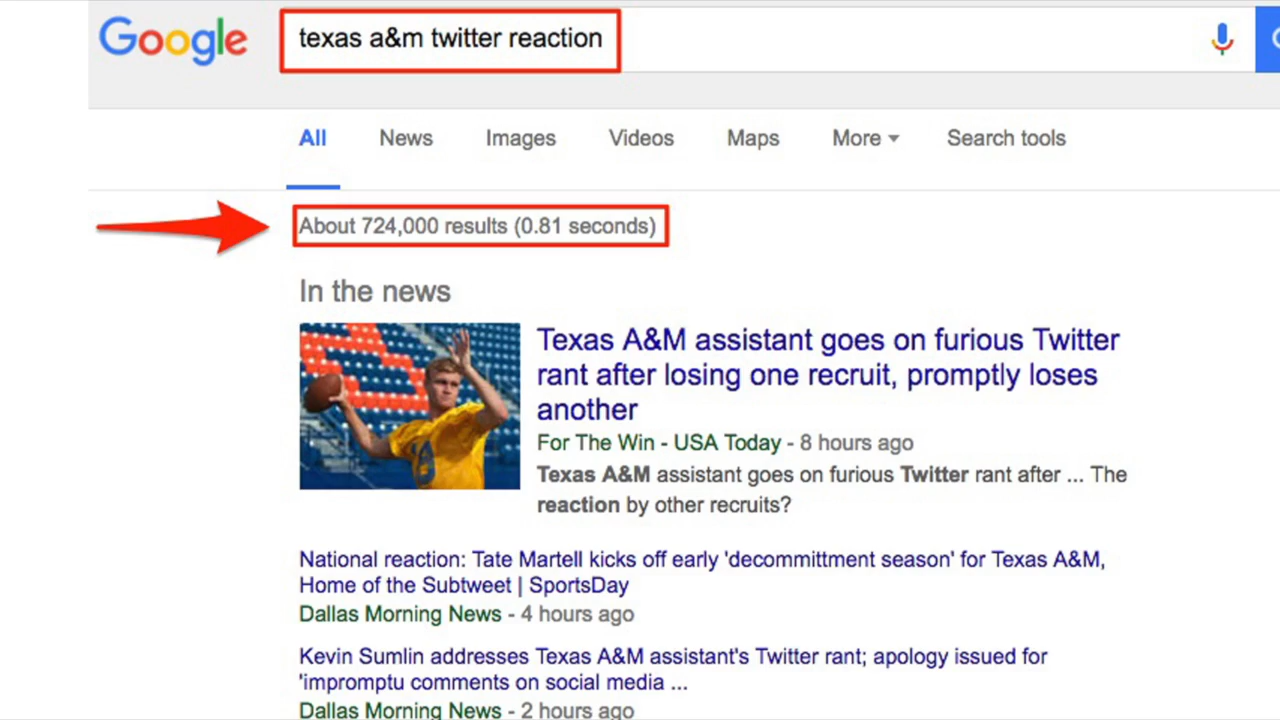 Google
texas a&m twitter reaction
All News Images Videos Maps More Search tools
About 724,000 results (0.81 seconds)
In the news
Texas A&M assistant goes on furious Twitter
rant after losing one recruit, promptly loses
another
For The Win - USA Today - 8 hours ago
Texas A&M assistant goes on furious Twitter rant after ... The
reaction by other recruits?
National reaction: Tate Martell kicks off early 'decommittment season' for Texas A&M,
Home of the Subtweet | SportsDay
Dallas Morning News - 4 hours ago
Kevin Sumlin addresses Texas A&M assistant's Twitter rant; apology issued for
'impromptu comments on social media ...
Dallas Morning News - 2 hours ago